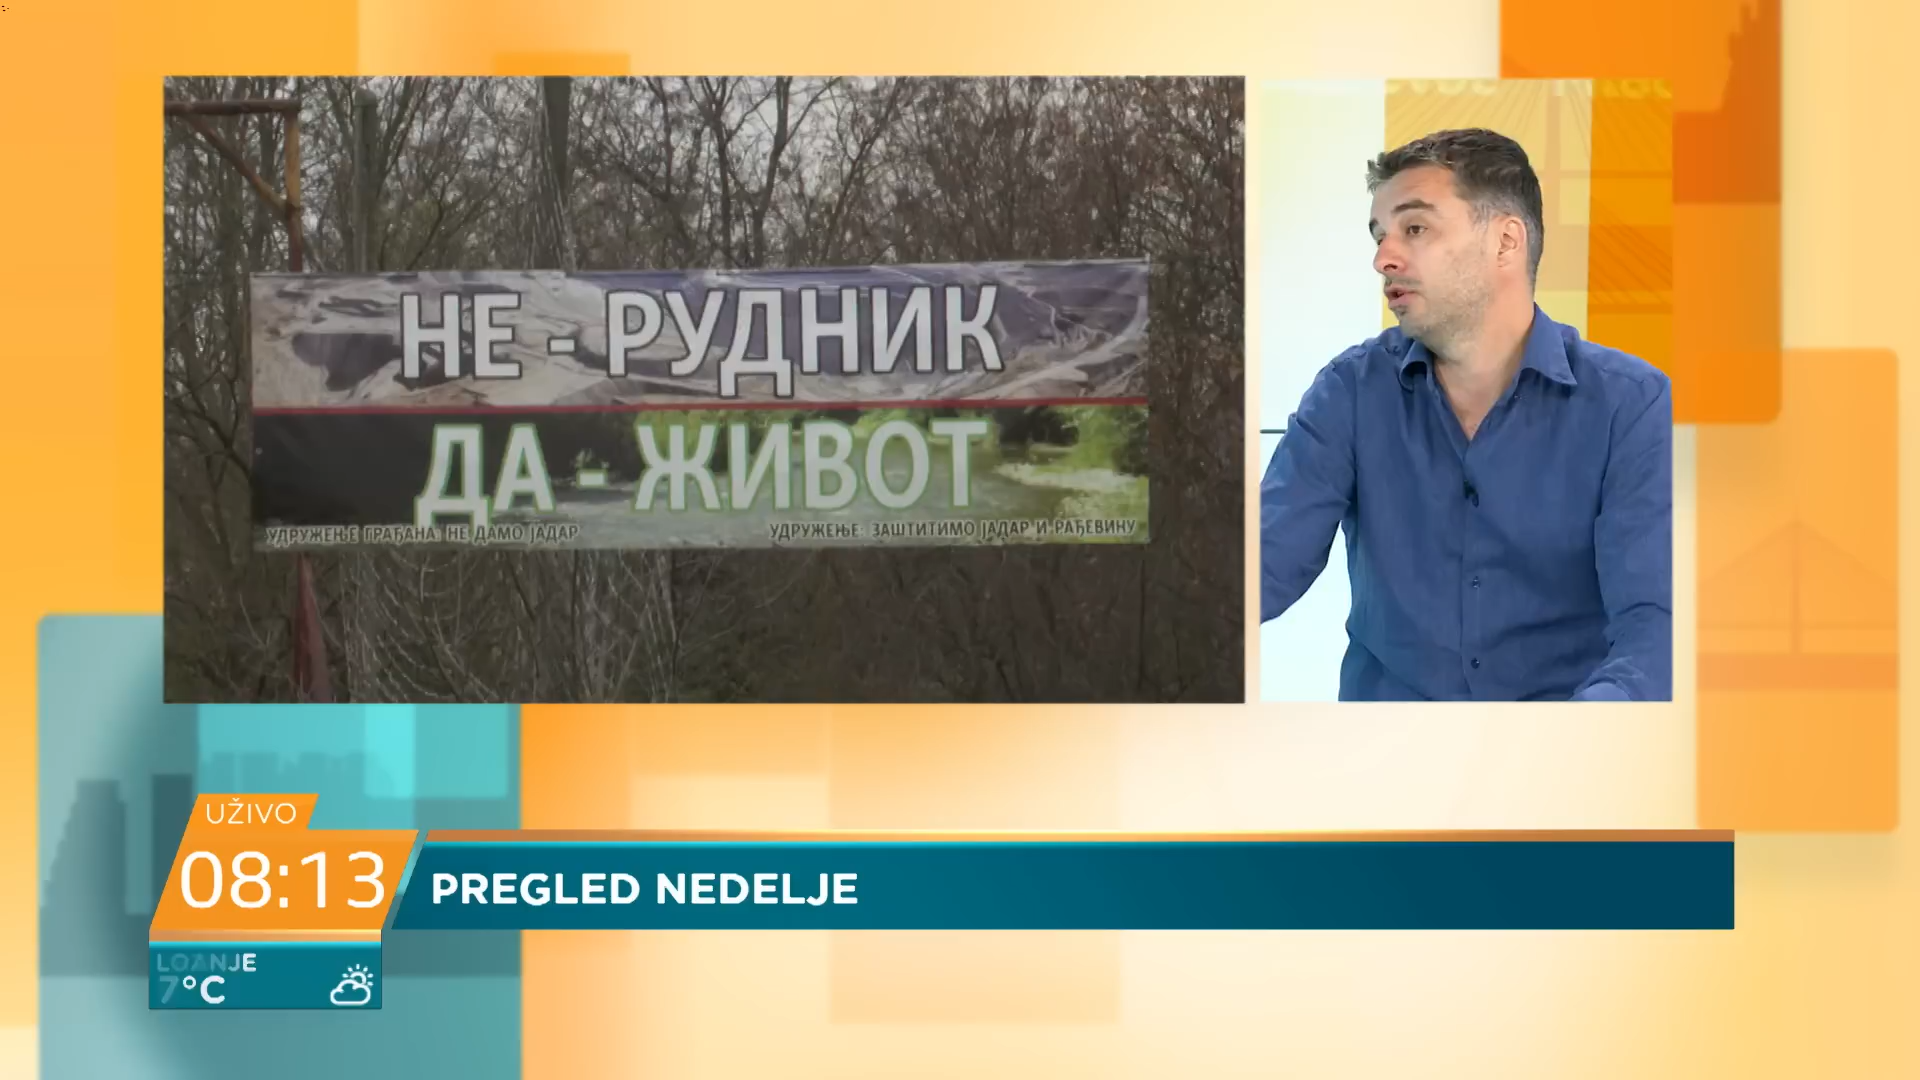 НЕ - РУДНИК
ДА - ЖИВОТ
УДРУЖЕЊЕ ГРАЂАНА: НЕ ДАМО ЈАДАР
УДРУЖЕЊЕ: ЗАШТИТИМО ЈАДАР И РАЂЕВИНУ
UŽIVO
08:13
PREGLED NEDELJE
7°C